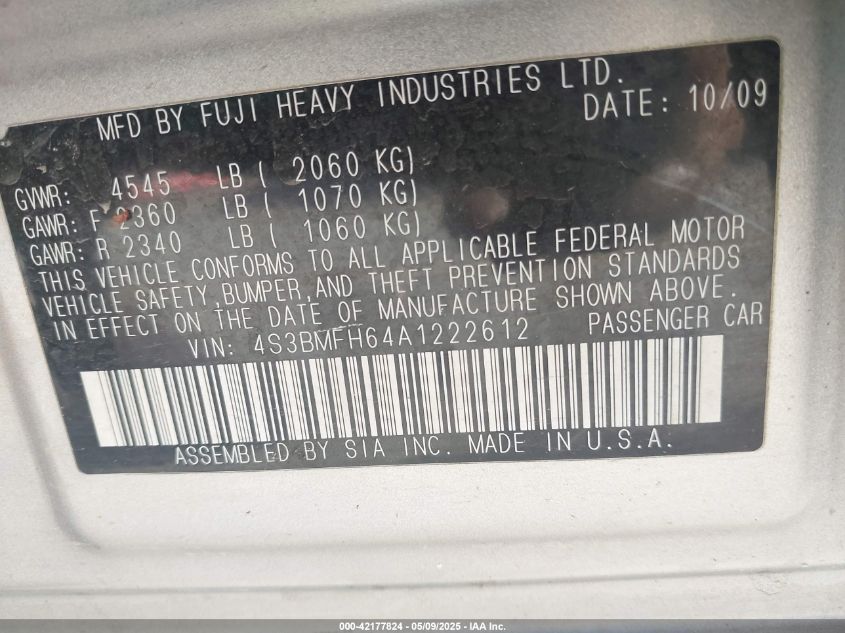 MFD BY FUJI HEAVY INDUSTRIES LTD.
DATE: 10/09
GVWR: 4545 LB ( 2060 KG)
GAWR: F 2360 LB ( 1070 KG)
GAWR: R 2340 LB ( 1060 KG)
THIS VEHICLE CONFORMS TO ALL APPLICABLE FEDERAL MOTOR
VEHICLE SAFETY,BUMPER,AND THEFT PREVENTION STANDARDS
IN EFFECT ON THE DATE OF MANUFACTURE SHOWN ABOVE.
VIN: 4S3BMFH64A1222612 PASSENGER CAR
ASSEMBLED BY SIA INC. MADE IN U.S.A.
000-42177824 - 05/09/2025 - IAA Inc.